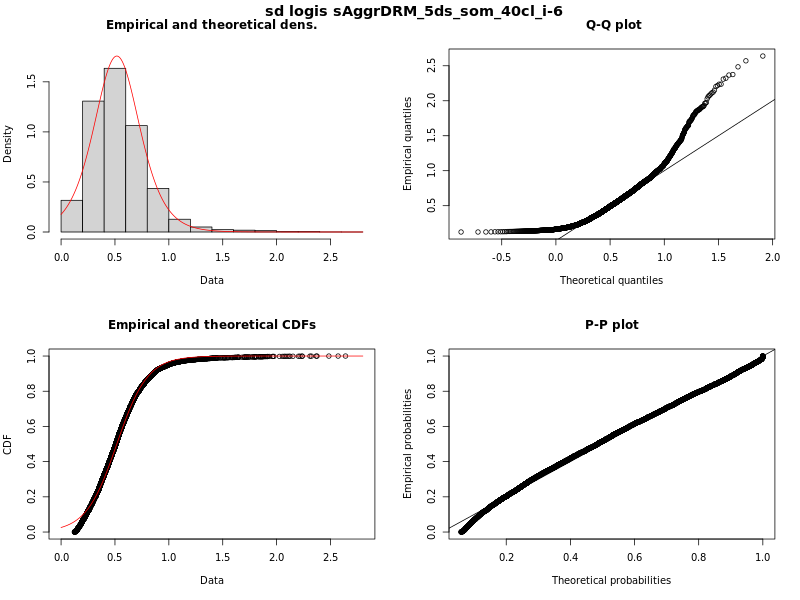 sd logis sAggrDRM_5ds_som_40cl_i-6
Empirical and theoretical dens.
Density
0.0 0.5 1.0 1.5
0.0 0.5 1.0 1.5 2.0 2.5
Data
Q-Q plot
Empirical quantiles
0.5 1.0 1.5 2.0 2.5
-0.5 0.0 0.5 1.0 1.5 2.0
Theoretical quantiles
Empirical and theoretical CDFs
CDF
0.0 0.2 0.4 0.6 0.8 1.0
0.0 0.5 1.0 1.5 2.0 2.5
Data
P-P plot
Empirical probabilities
0.0 0.2 0.4 0.6 0.8 1.0
0.2 0.4 0.6 0.8 1.0
Theoretical probabilities